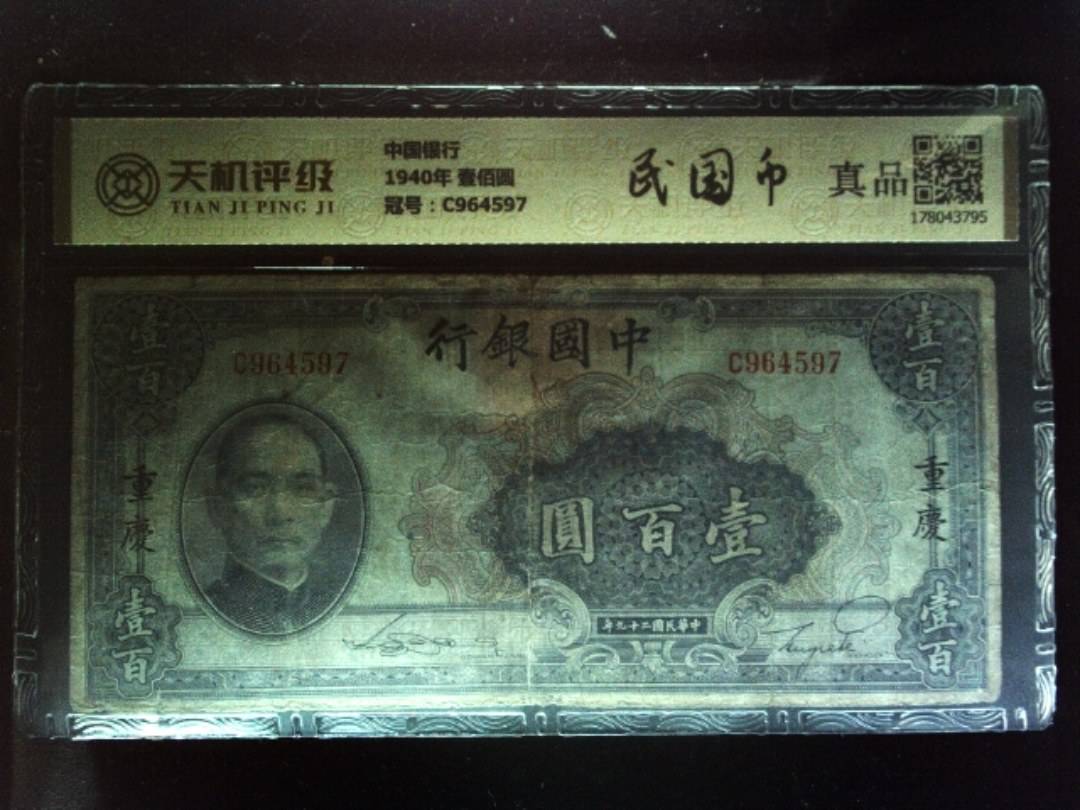 天机评级
TIAN JI PING JI
中国银行
1940年 壹佰圆
冠号：C964597
民国币
真品
178043795
行銀國中
壹百
壹百
C964597
C964597
重慶
重慶
圓百壹
年九十二國民華中
壹百
壹百